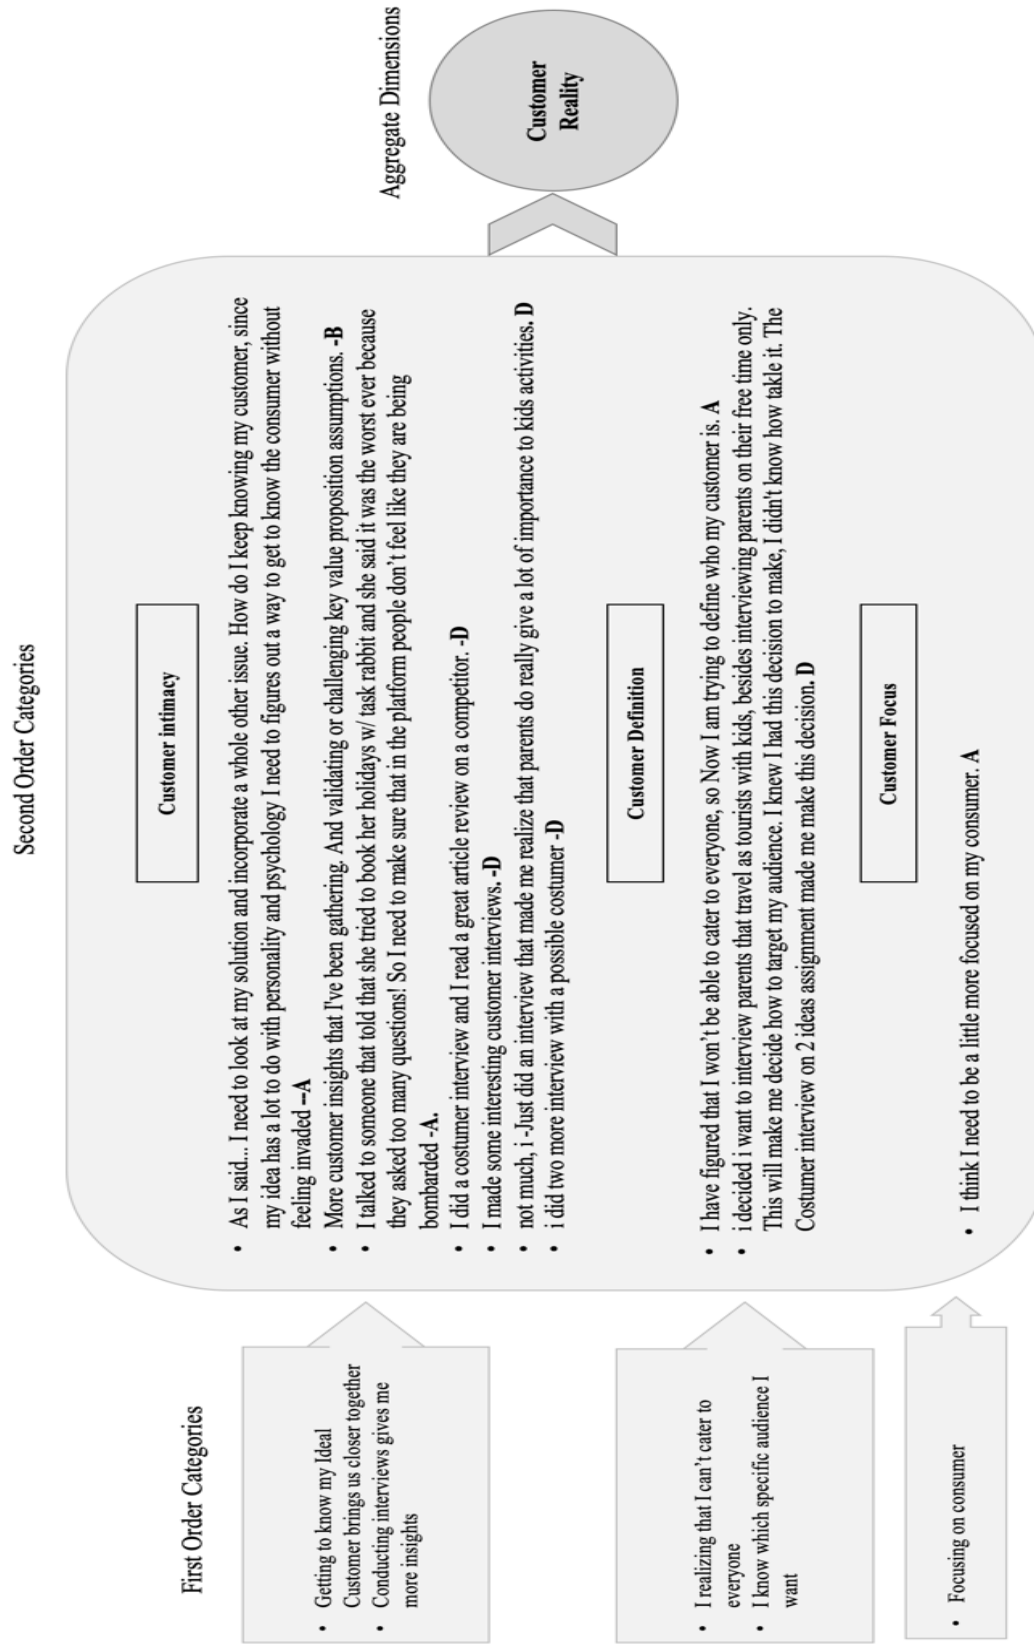 First Order Categories
Second Order Categories
Aggregate Dimensions
• Getting to know my Ideal
Customer brings us closer together
• Conducting interviews gives me
more insights
• I realizing that I can't cater to
everyone
• I know which specific audience I
want
• Focusing on consumer
Customer intimacy
• As I said... I need to look at my solution and incorporate a whole other issue. How do I keep knowing my customer, since
my idea has a lot to do with personality and psychology I need to figures out a way to get to know the consumer without
feeling invaded --A
• More customer insights that I've been gathering. And validating or challenging key value proposition assumptions. -B
• I talked to someone that told that she tried to book her holidays w/ task rabbit and she said it was the worst ever because
they asked too many questions! So I need to make sure that in the platform people don't feel like they are being
bombarded -A.
• I did a costumer interview and I read a great article review on a competitor. -D
• I made some interesting customer interviews. -D
• not much, i -Just did an interview that made me realize that parents do really give a lot of importance to kids activities. D
• i did two more interview with a possible costumer -D
Customer Definition
• I have figured that I won't be able to cater to everyone, so Now I am trying to define who my customer is. A
• i decided i want to interview parents that travel as tourists with kids, besides interviewing parents on their free time only.
This will make me decide how to target my audience. I knew I had this decision to make, I didn't know how takle it. The
Costumer interview on 2 ideas assignment made me make this decision. D
Customer Focus
• I think I need to be a little more focused on my consumer. A
Customer
Reality